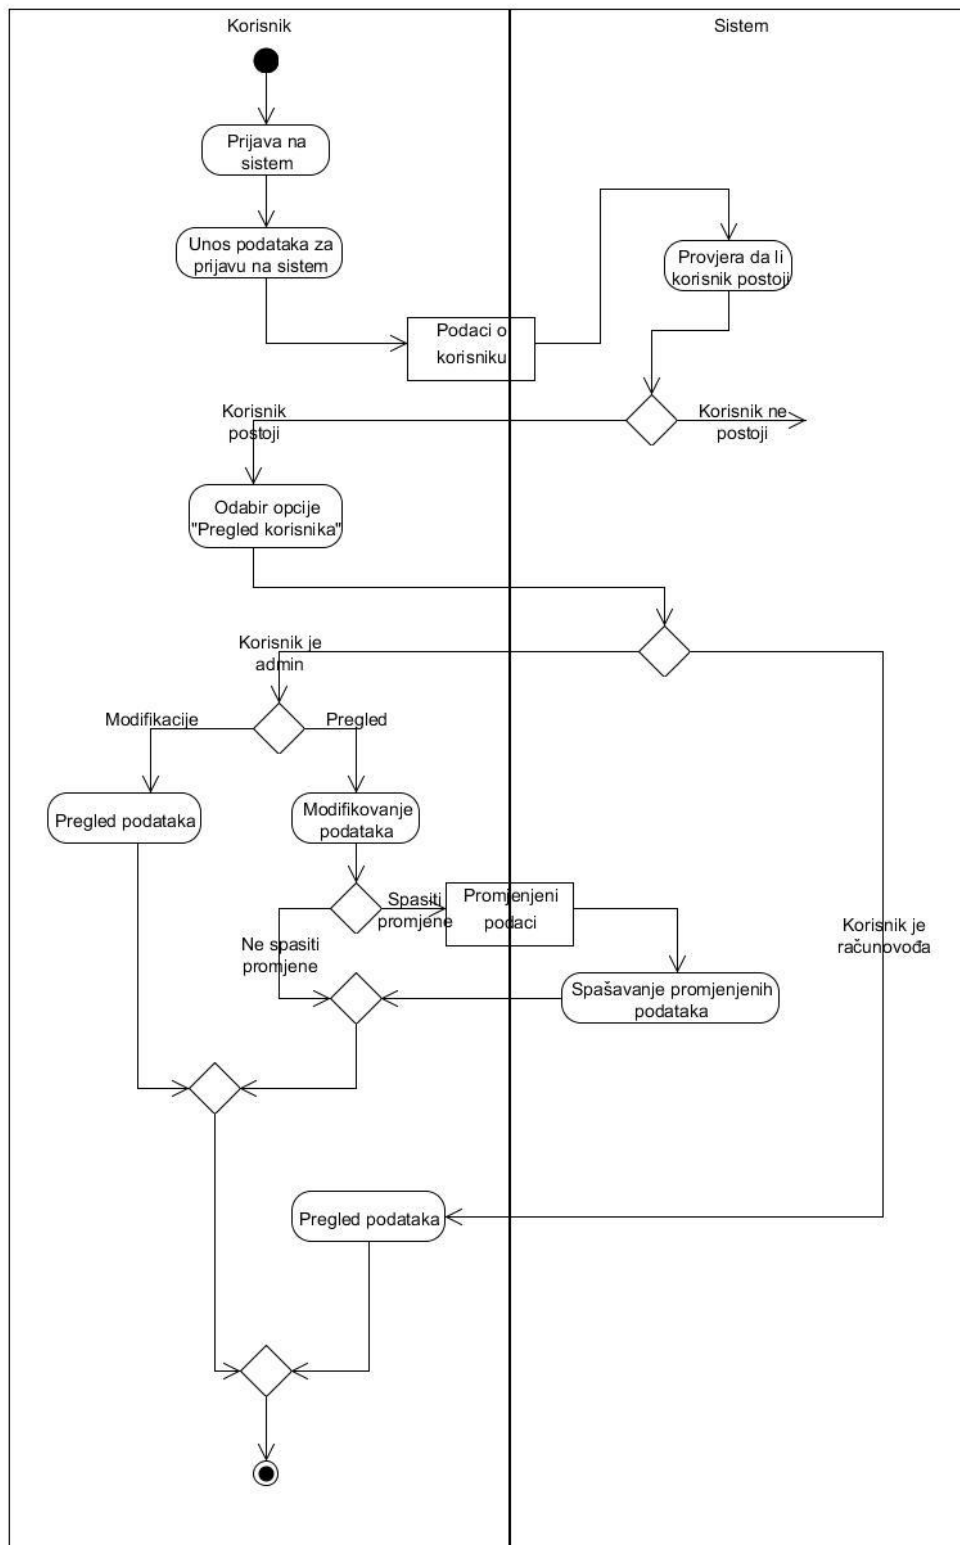 Korisnik
Sistem
Prijava na
sistem
Unos podataka za
prijavu na sistem
Provjera da li
korisnik postoji
Podaci o
korisniku
Korisnik
postoji
Korisnik ne
postoji
Odabir opcije
"Pregled korisnika"
Korisnik je
admin
Modifikacije
Pregled
Pregled podataka
Modifikovanje
podataka
Spasiti
promjene
Promjenjeni
podaci
Ne spasiti
promjene
Korisnik je
računovođa
Spašavanje promjenjenih
podataka
Pregled podataka